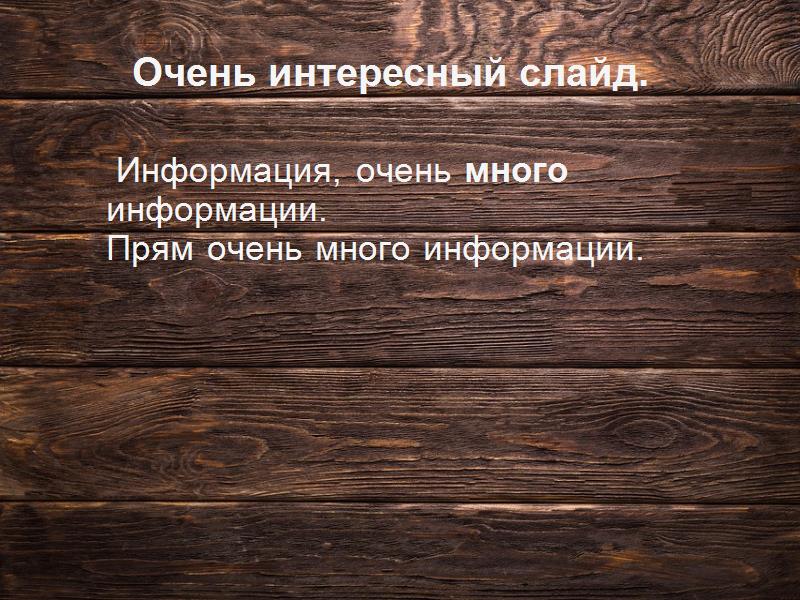 Очень интересный слайд.
Информация, очень много
информации.
Прям очень много информации.